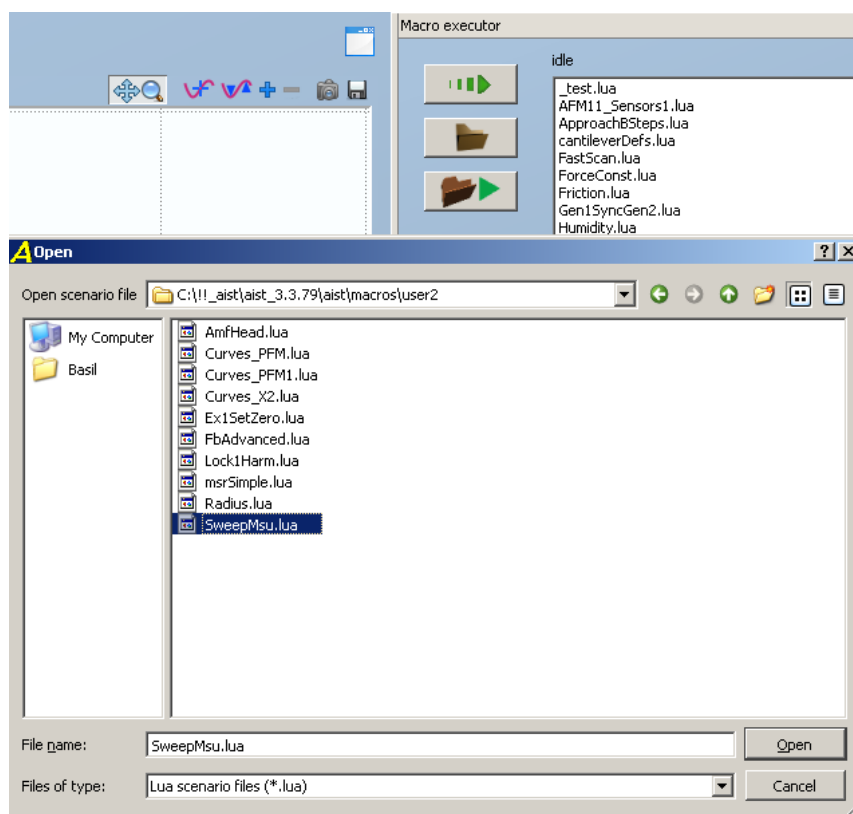 Macro executor
idle
_test.lua
AFM11_Sensors1.lua
ApproachBSteps.lua
cantileverDefs.lua
FastScan.lua
ForceConst.lua
Friction.lua
Gen1SyncGen2.lua
Humidity.lua
Open
Open scenario file C:\!!_aist\aist_3.3.79\aist\macros\user2
My Computer
Basil
AmfHead.lua
Curves_PFM.lua
Curves_PFM1.lua
Curves_X2.lua
Ex1SetZero.lua
FbAdvanced.lua
Lock1Harm.lua
msrSimple.lua
Radius.lua
SweepMsu.lua
File name: SweepMsu.lua Open
Files of type: Lua scenario files (*.lua) Cancel